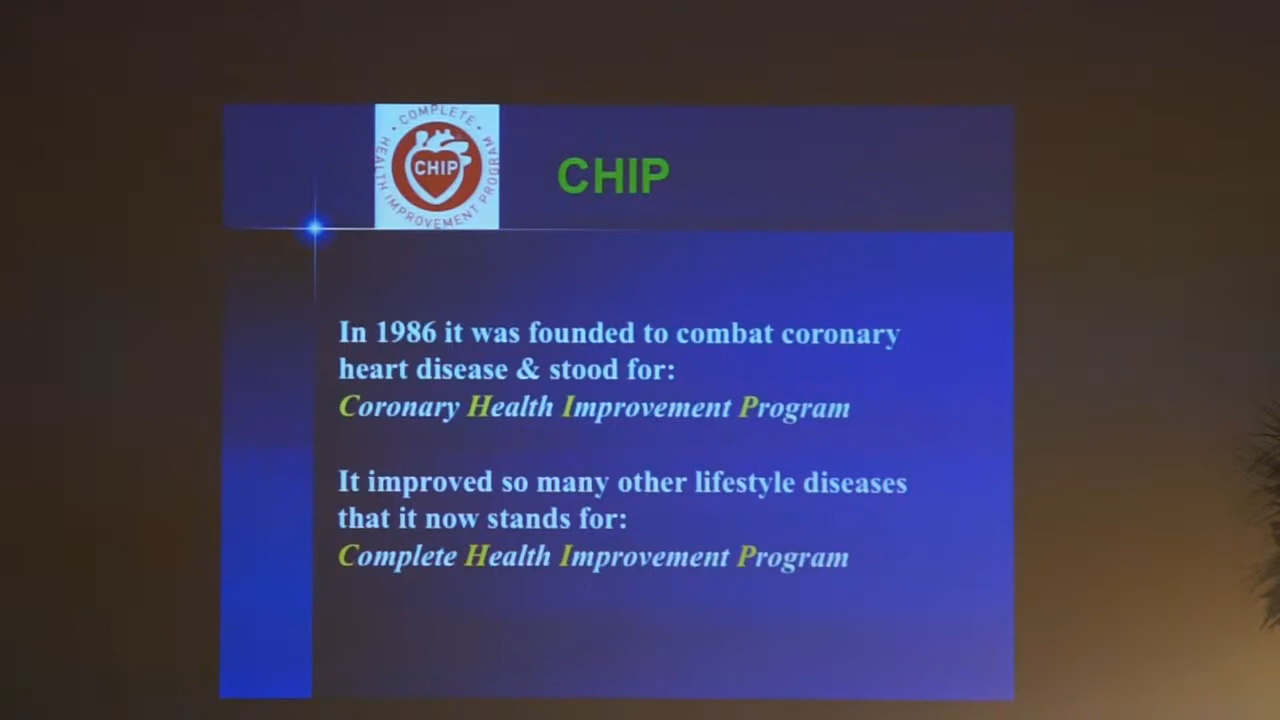 COMPLETE
HEALTH IMPROVEMENT PROGRAM
CHIP
CHIP
In 1986 it was founded to combat coronary
heart disease & stood for:
Coronary Health Improvement Program
It improved so many other lifestyle diseases
that it now stands for:
Complete Health Improvement Program